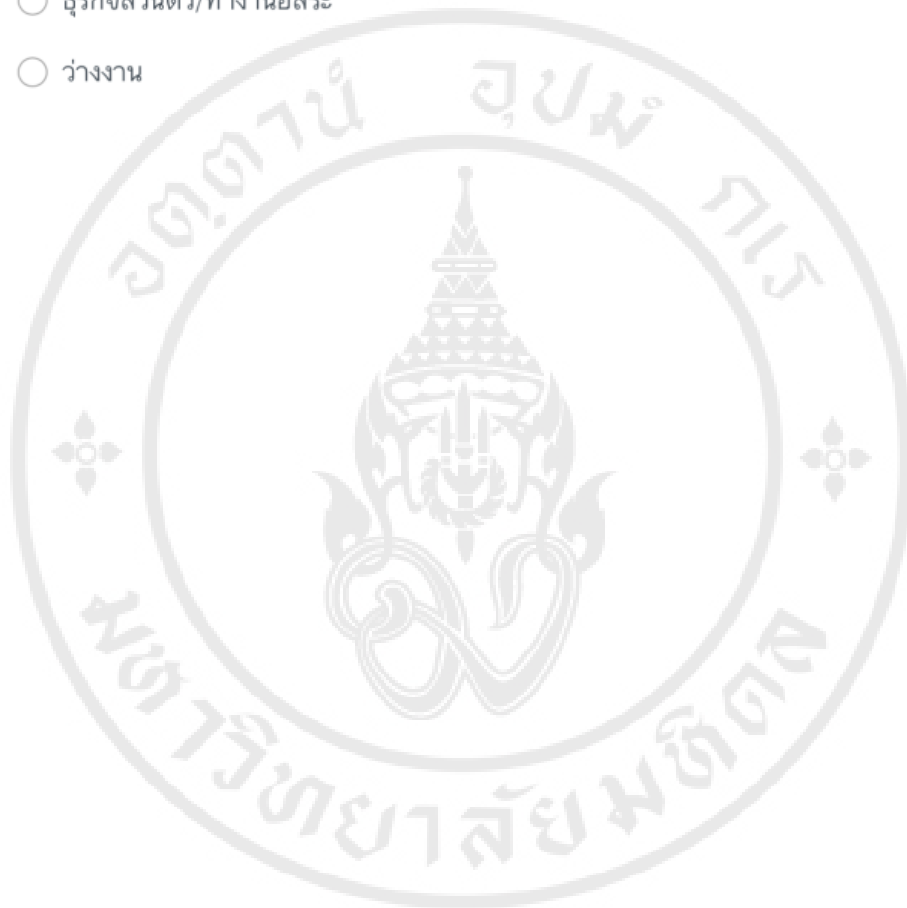 ธุรกิจส่วนตัว/ทำงานอิสระ
ว่างงาน
อตฺตานํ อุปมํ กเร
มหาวิทยาลัยมหิดล